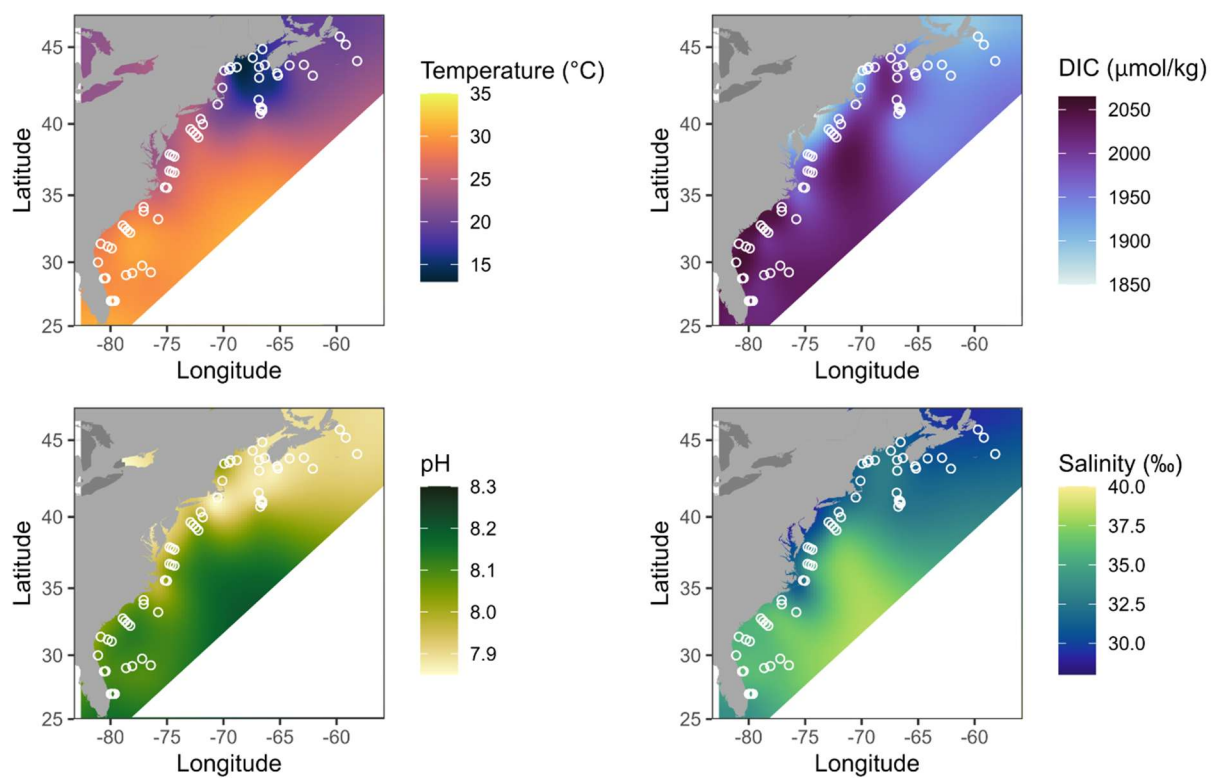 Temperature (°C)
35
30
25
20
15
45
40
35
30
25
Latitude
-80 -75 -70 -65 -60
Longitude
DIC (μmol/kg)
2050
2000
1950
1900
1850
45
40
35
30
25
Latitude
-80 -75 -70 -65 -60
Longitude
pH
8.3
8.2
8.1
8.0
7.9
45
40
35
30
25
Latitude
-80 -75 -70 -65 -60
Longitude
Salinity (‰)
40.0
37.5
35.0
32.5
30.0
45
40
35
30
25
Latitude
-80 -75 -70 -65 -60
Longitude